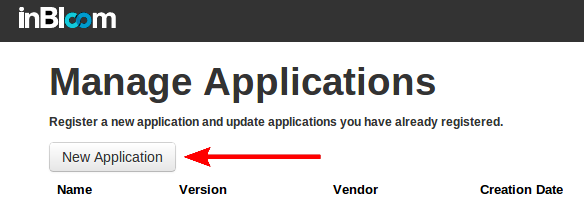 inBloom
Manage Applications
Register a new application and update applications you have already registered.
New Application
Name Version Vendor Creation Date